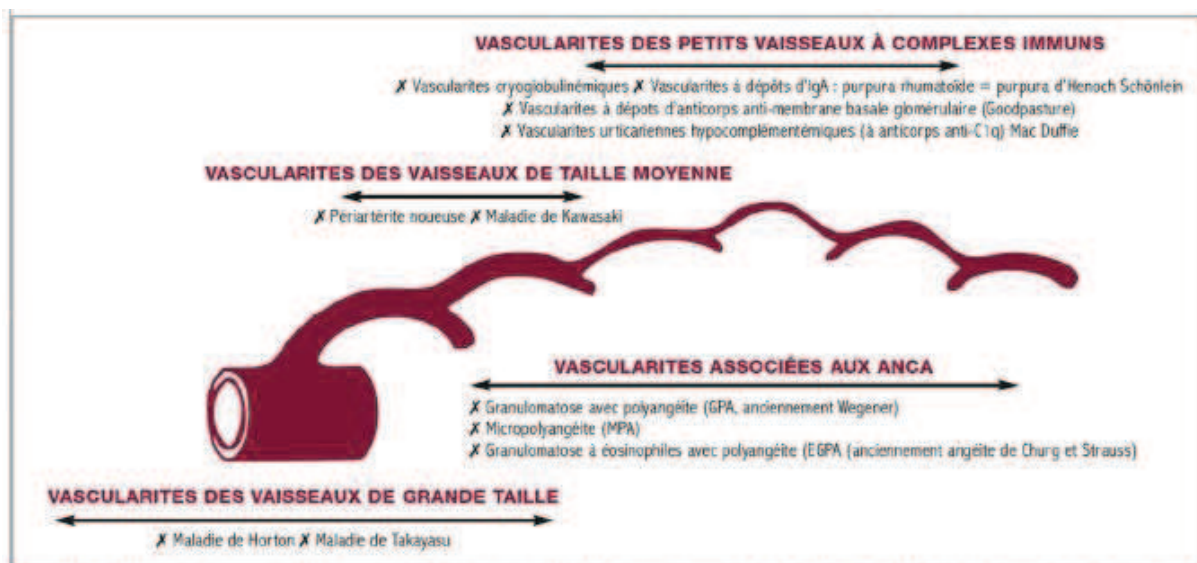 VASCULARITES DES PETITS VAISSEAUX À COMPLEXES IMMUNS
✗ Vascularites cryoglobulinémiques ✗ Vascularites à dépôts d'IgA : purpura rhumatoïde = purpura d'Henoch Schönlein
✗ Vascularites à dépots d'anticorps anti-membrane basale glomérulaire (Goodpasture)
✗ Vascularites urticariennes hypocomplémentémiques (à anticorps anti-C1q) Mac Duffie
VASCULARITES DES VAISSEAUX DE TAILLE MOYENNE
✗ Périartérite noueuse ✗ Maladie de Kawasaki
VASCULARITES ASSOCIÉES AUX ANCA
✗ Granulomatose avec polyangéite (GPA, anciennement Wegener)
✗ Micropolyangéite (MPA)
✗ Granulomatose à éosinophiles avec polyangéite (EGPA (anciennement angéite de Churg et Strauss)
VASCULARITES DES VAISSEAUX DE GRANDE TAILLE
✗ Maladie de Horton ✗ Maladie de Takayasu